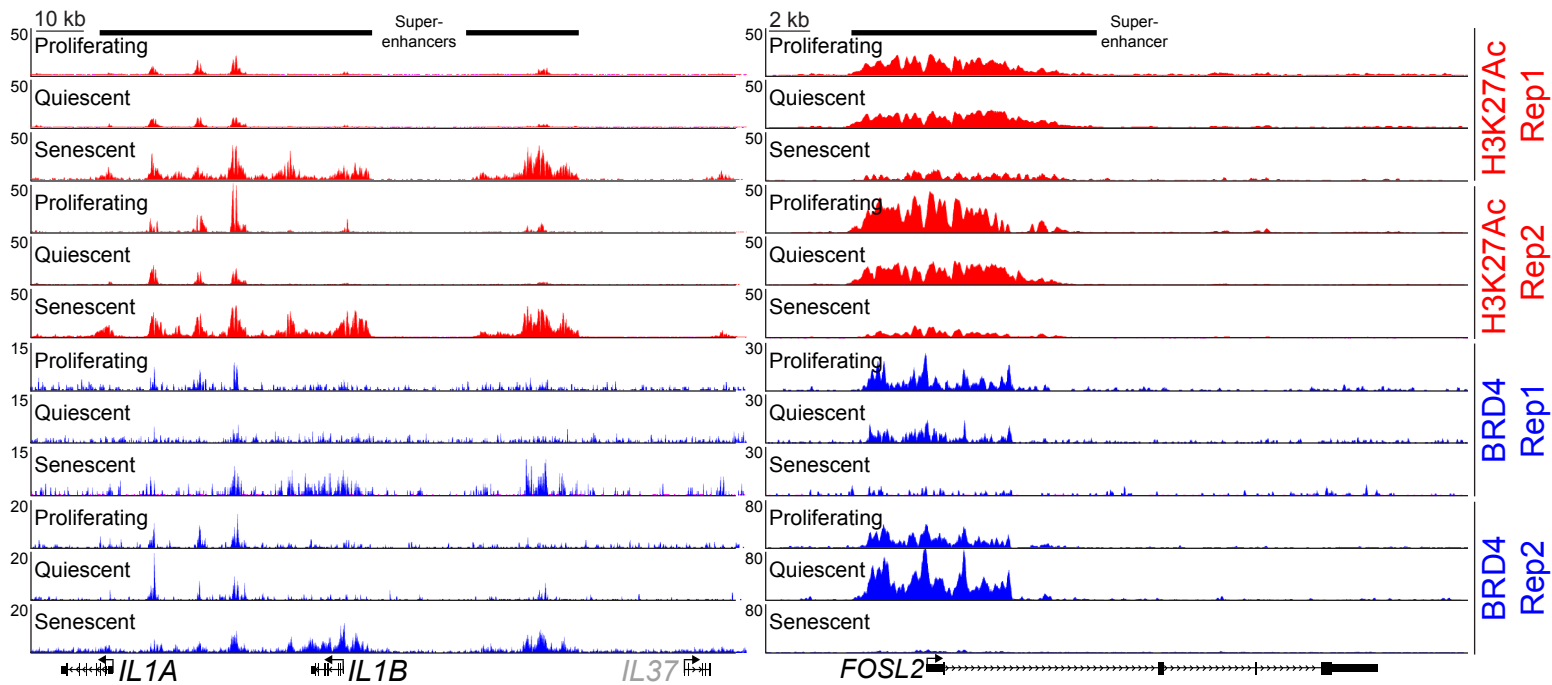 10 kb
Super-
enhancers
2 kb
Super-
enhancer
50
Proliferating
50
Quiescent
50
Senescent
50
Proliferating
50
Quiescent
50
Senescent
15
Proliferating
15
Quiescent
15
Senescent
20
Proliferating
20
Quiescent
20
Senescent
IL1A
IL1B
IL37
50
Proliferating
50
Quiescent
50
Senescent
50
Proliferating
50
Quiescent
50
Senescent
30
Proliferating
30
Quiescent
30
Senescent
80
Proliferating
80
Quiescent
80
Senescent
FOSL2
H3K27Ac
Rep1
H3K27Ac
Rep2
BRD4
Rep1
BRD4
Rep2